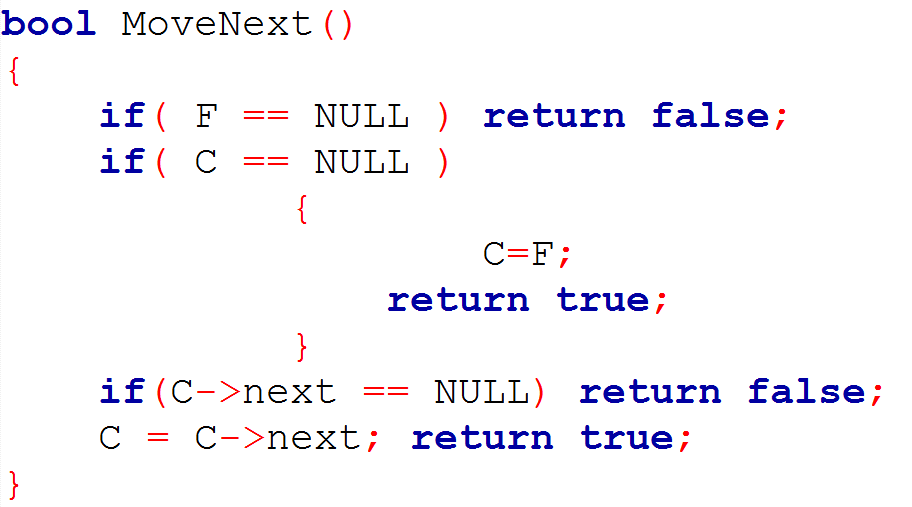 bool MoveNext()
{
if( F == NULL ) return false;
if( C == NULL )
{
C=F;
return true;
}
if(C->next == NULL) return false;
C = C->next; return true;
}